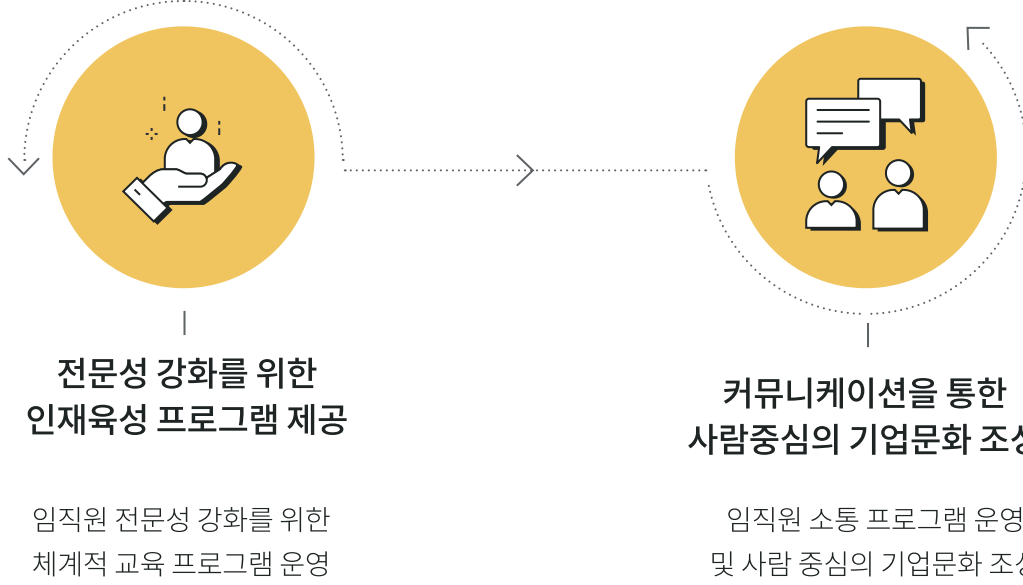 전문성 강화를 위한
인재육성 프로그램 제공
임직원 전문성 강화를 위한
체계적 교육 프로그램 운영
커뮤니케이션을 통한
사람중심의 기업문화
임직원 소통 프로그램 운영
및 사람 중심의 기업문화